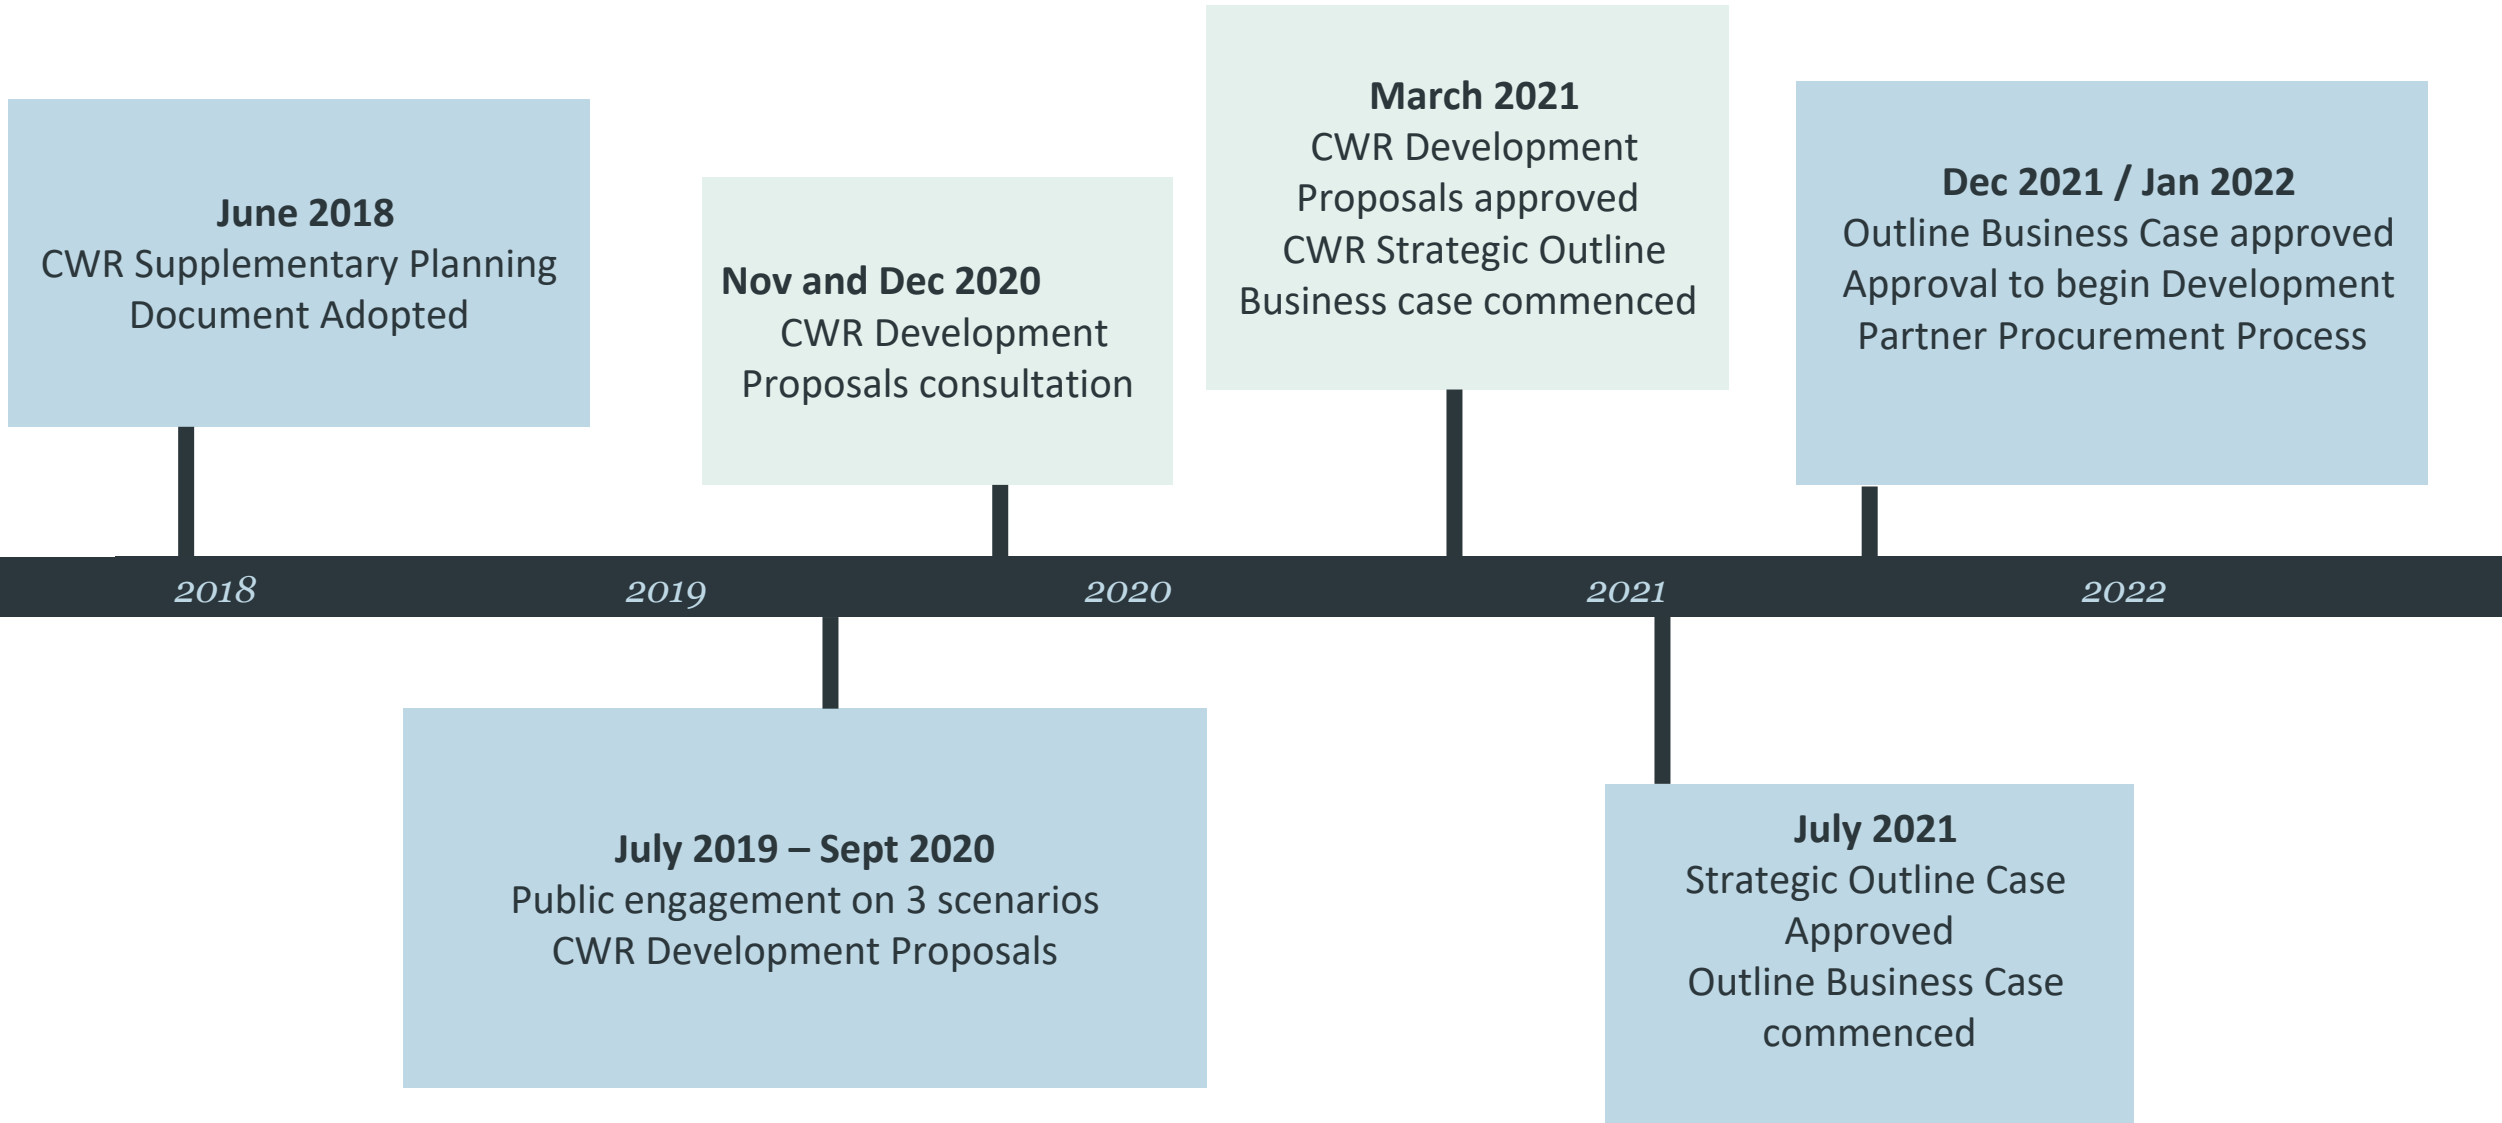 June 2018
CWR Supplementary Planning
Document Adopted
Nov and Dec 2020
CWR Development
Proposals consultation
March 2021
CWR Development
Proposals approved
CWR Strategic Outline
Business case commenced
Dec 2021 / Jan 2022
Outline Business Case approved
Approval to begin Development
Partner Procurement Process
2018
2019
2020
2021
2022
July 2019 – Sept 2020
Public engagement on 3 scenarios
CWR Development Proposals
July 2021
Strategic Outline Case
Approved
Outline Business Case
commenced